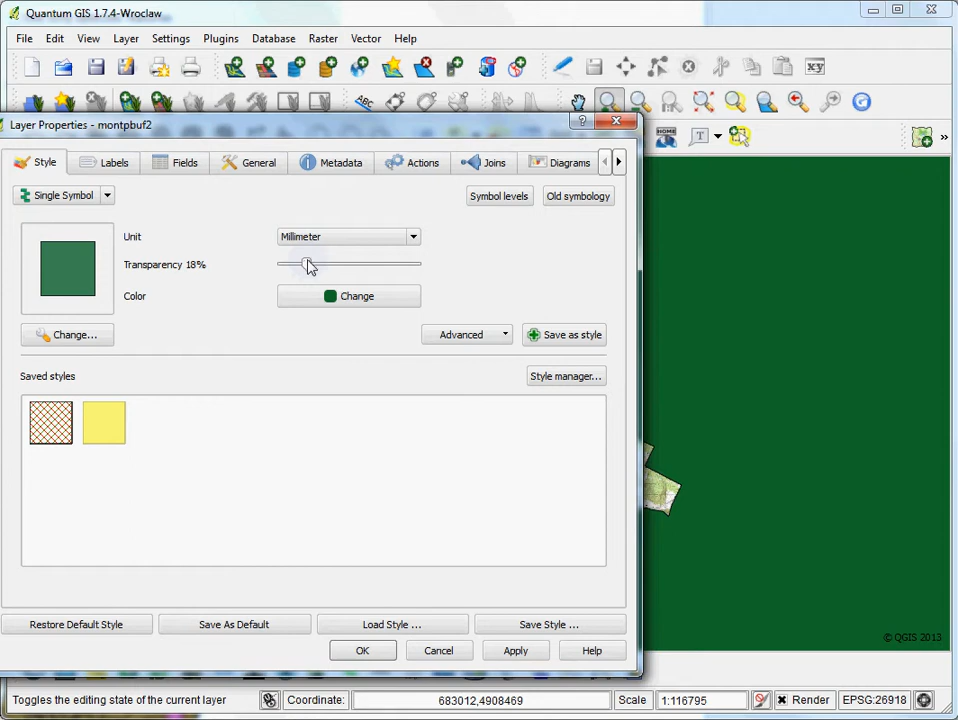 Quantum GIS 1.7.4-Wroclaw
File Edit View Layer Settings Plugins Database Raster Vector Help
xy
ABC
Layer Properties - montpbuf2
HOME T
Style Labels Fields General Metadata Actions Joins Diagrams
Single Symbol Symbol levels Old symbology
Unit Millimeter
Transparency 18%
Color Change
Change... Advanced Save as style
Saved styles Style manager...
© QGIS 2013
Restore Default Style Save As Default Load Style ... Save Style ...
OK Cancel Apply Help
Toggles the editing state of the current layer Coordinate: 683012,4908469 Scale 1:116795 Render EPSG:26918